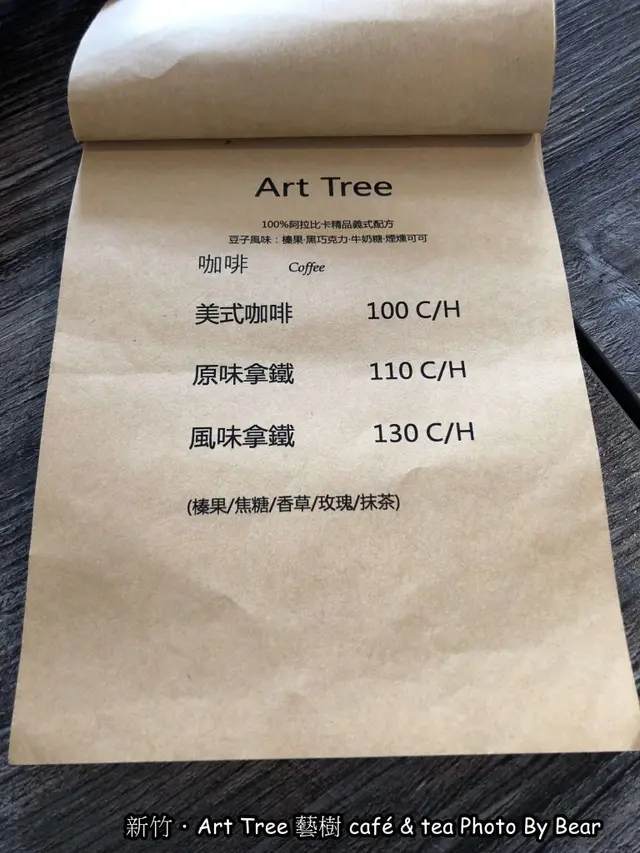 Art Tree
100%阿拉比卡精品義式配方
豆子風味：榛果·黑巧克力·牛奶糖·煙燻可可
咖啡 Coffee
美式咖啡 100 C/H
原味拿鐵 110 C/H
風味拿鐵 130 C/H
(榛果/焦糖/香草/玫瑰/抹茶)
新竹·Art Tree 藝樹 café & tea Photo By Bear